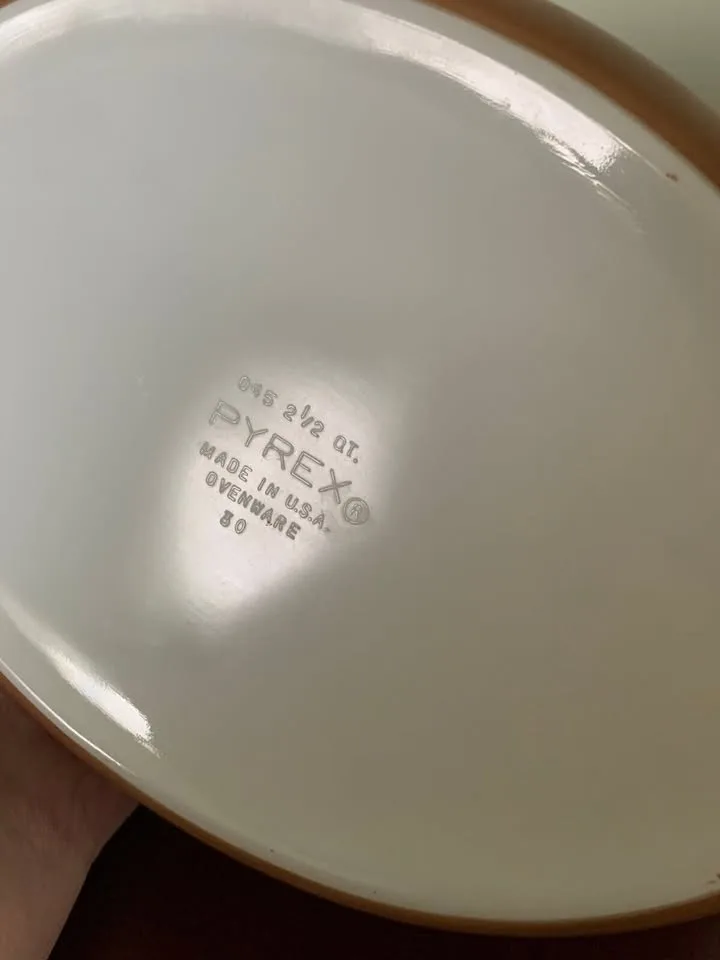 045 2 1/2 QT.
PYREX®
MADE IN U.S.A.
OVENWARE
30